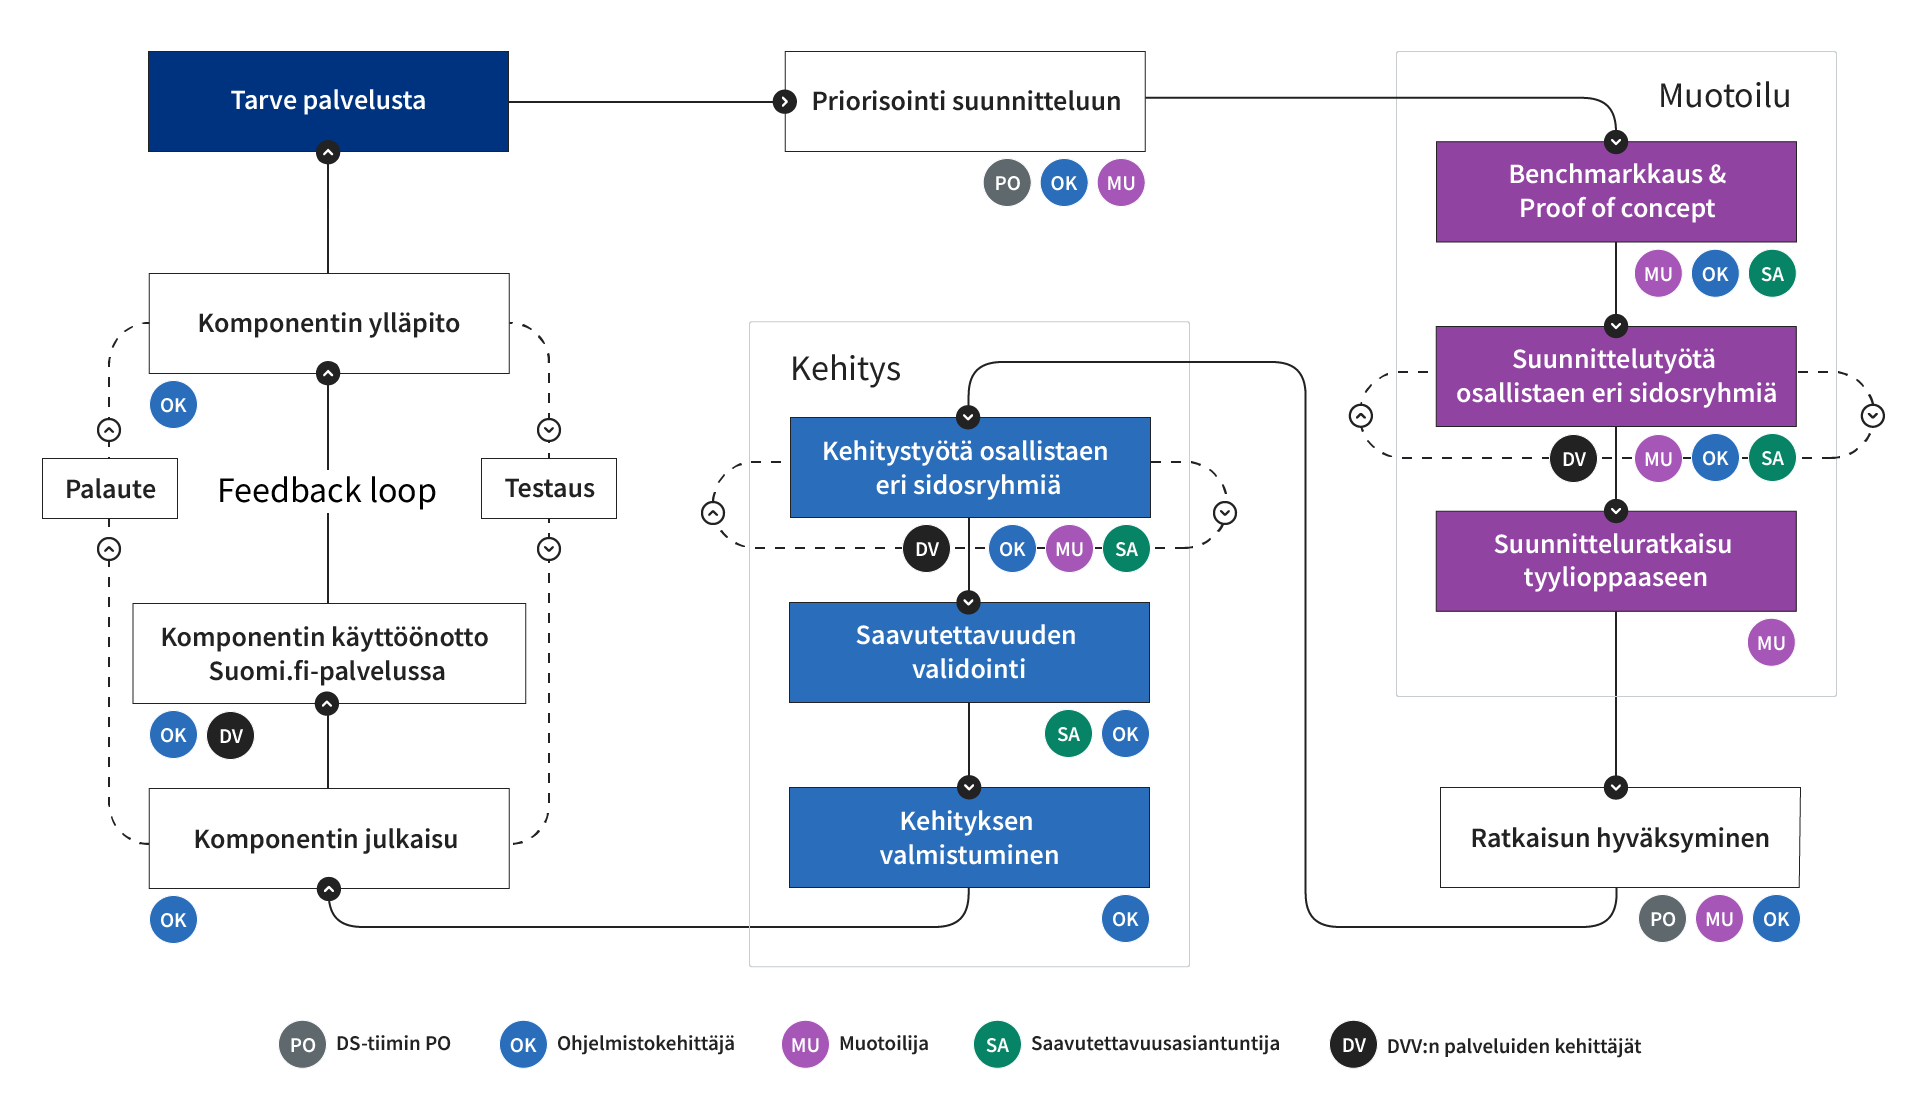 Tarve palvelusta
Priorisointi suunnitteluun
PO OK MU
Muotoilu
Benchmarkkaus &
Proof of concept
MU OK SA
Suunnittelutyötä
osallistaen eri sidosryhmiä
DV MU OK SA
Suunnitteluratkaisu
tyylioppaaseen
MU
Ratkaisun hyväksyminen
PO MU OK
Kehitys
Kehitystyötä osallistaen
eri sidosryhmiä
DV OK MU SA
Saavutettavuuden
validointi
SA OK
Kehityksen
valmistuminen
OK
Komponentin ylläpito
OK
Palaute
Feedback loop
Testaus
Komponentin käyttöönotto
Suomi.fi-palvelussa
OK DV
Komponentin julkaisu
OK
PO DS-tiimin PO
OK Ohjelmistokehittäjä
MU Muotoilija
SA Saavutettavuusasiantuntija
DV DVV:n palveluiden kehittäjät